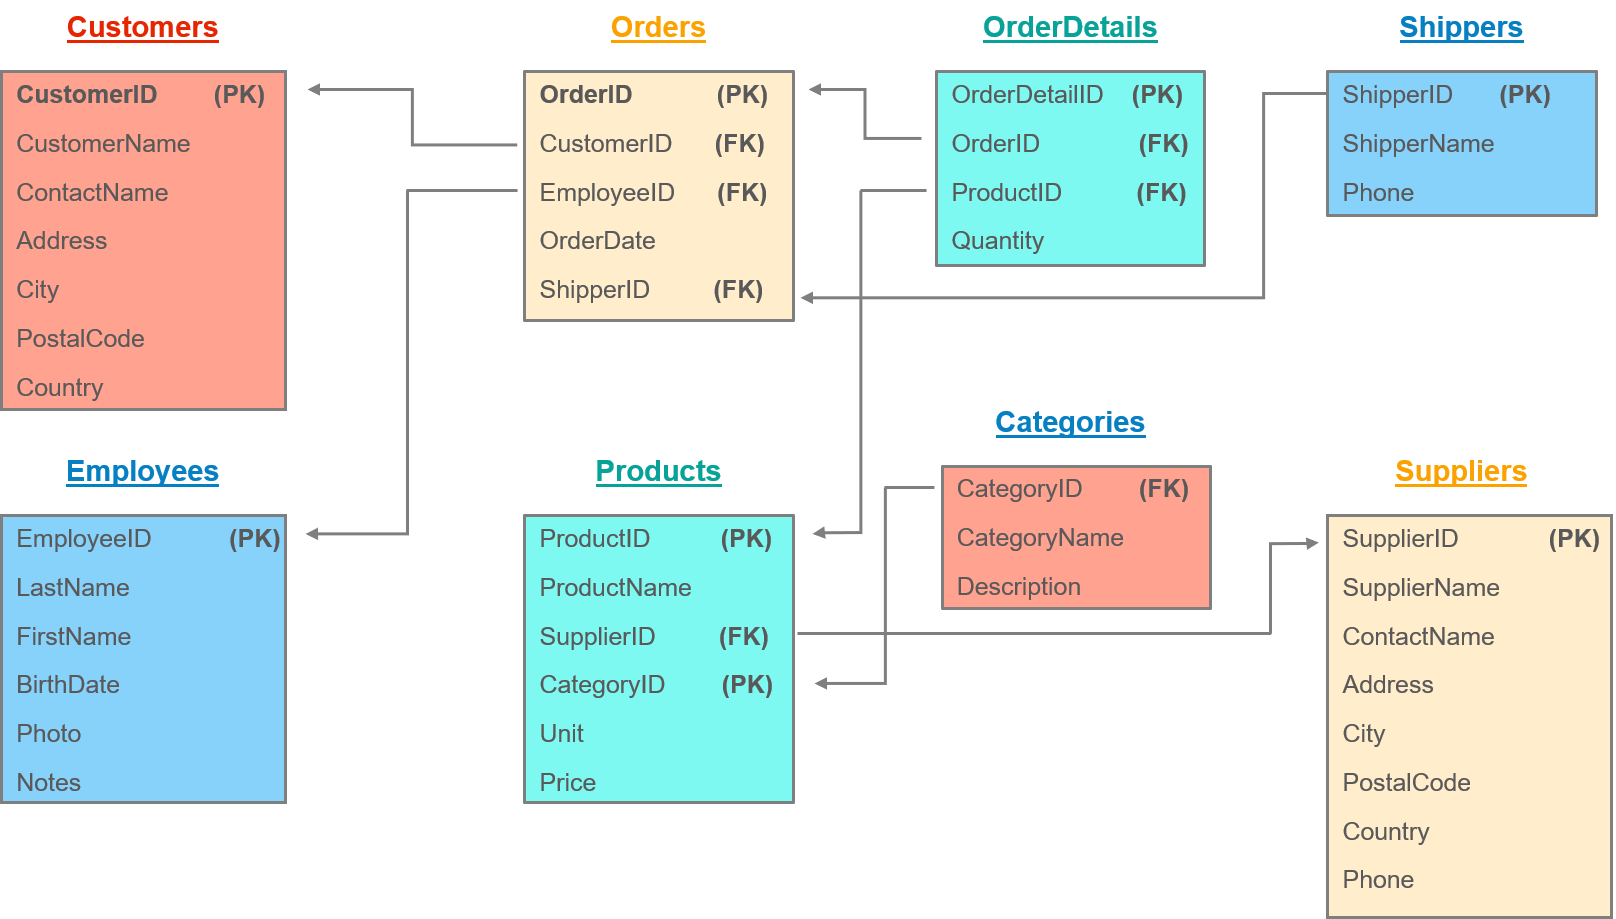 Customers
CustomerID (PK)
CustomerName
ContactName
Address
City
PostalCode
Country
Orders
OrderID (PK)
CustomerID (FK)
EmployeeID (FK)
OrderDate
ShipperID (FK)
OrderDetails
OrderDetailID (PK)
OrderID (FK)
ProductID (FK)
Quantity
Shippers
ShipperID (PK)
ShipperName
Phone
Employees
EmployeeID (PK)
LastName
FirstName
BirthDate
Photo
Notes
Products
ProductID (PK)
ProductName
SupplierID (FK)
CategoryID (PK)
Unit
Price
Categories
CategoryID (FK)
CategoryName
Description
Suppliers
SupplierID (PK)
SupplierName
ContactName
Address
City
PostalCode
Country
Phone